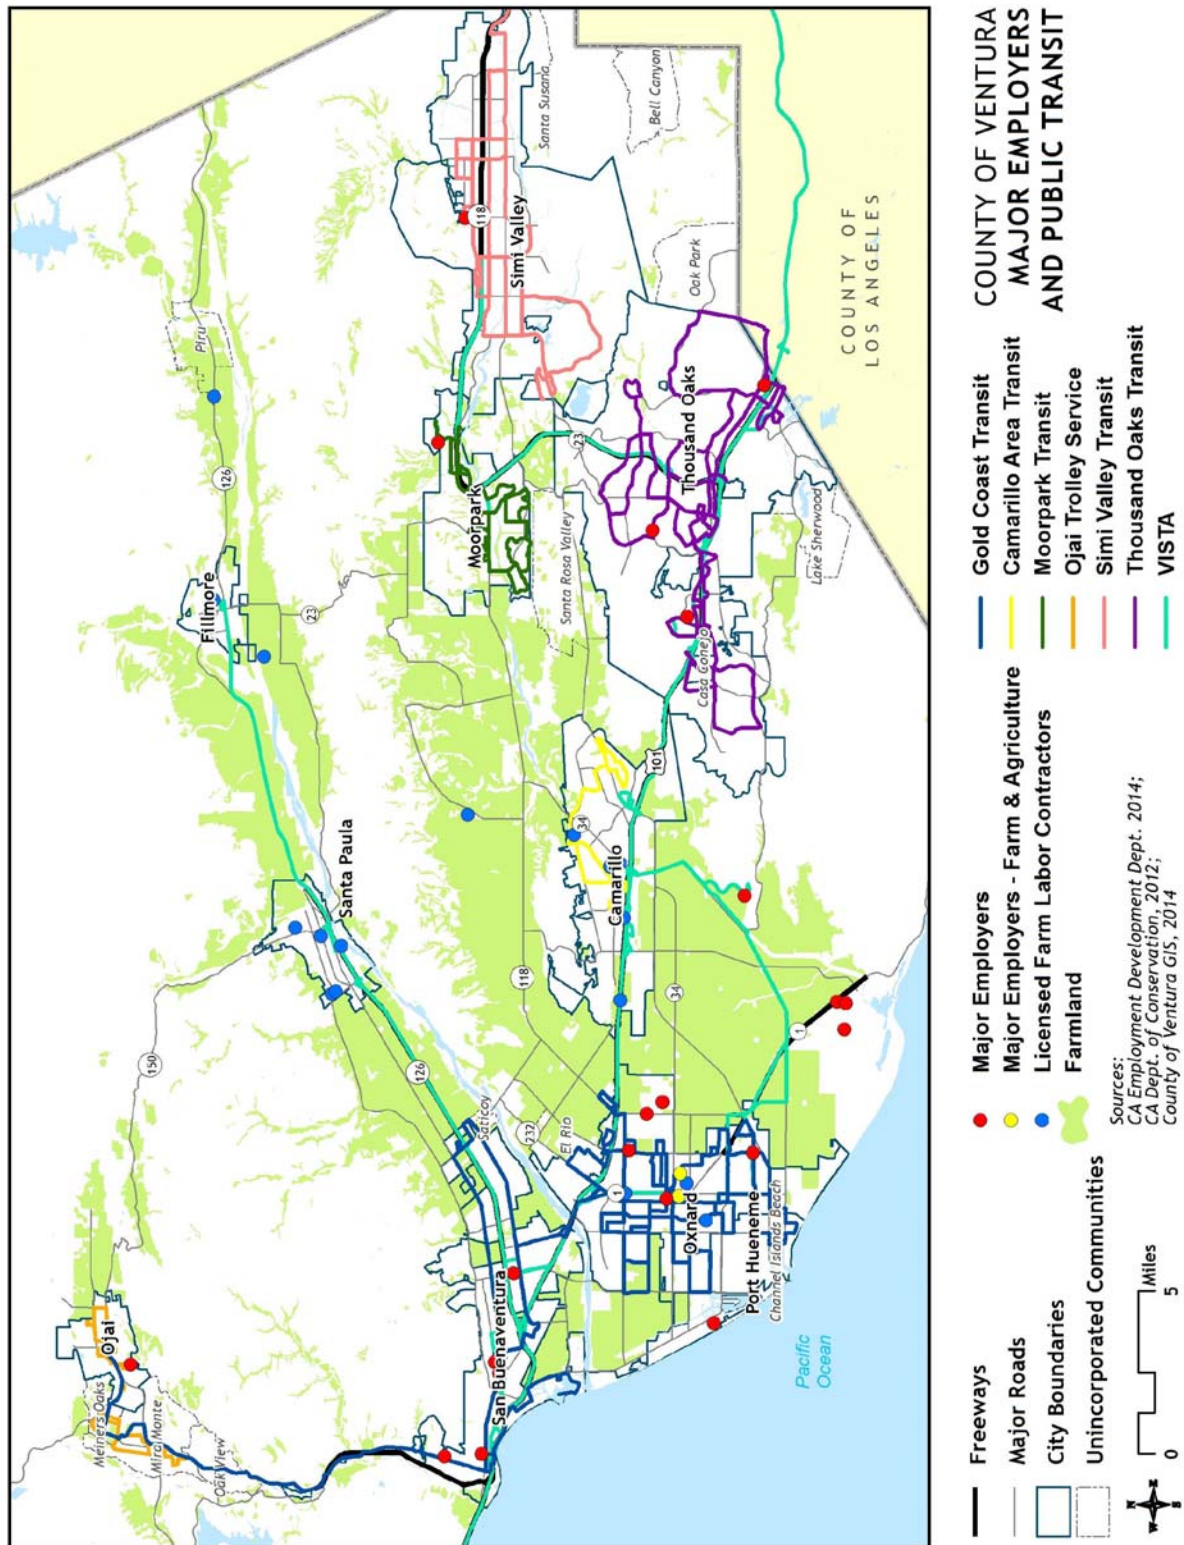 COUNTY OF VENTURA
MAJOR EMPLOYERS
AND PUBLIC TRANSIT
Freeways
Major Roads
City Boundaries
Unincorporated Communities
0
5
Miles
N
E
S
W
Major Employers
Major Employers - Farm & Agriculture
Licensed Farm Labor Contractors
Farmland
Sources:
CA Employment Development Dept. 2014;
CA Dept. of Conservation, 2012;
County of Ventura GIS, 2014
Gold Coast Transit
Camarillo Area Transit
Moorpark Transit
Ojai Trolley Service
Simi Valley Transit
Thousand Oaks Transit
VISTA
Meiners Oaks
Ojai
Mira Monte
Oak View
150
Santa Paula
126
Fillmore
23
126
Piru
San Buenaventura
Saticoy
232
El Rio
118
1
Oxnard
Port Hueneme
Channel Islands Beach
Pacific
Ocean
34
Camarillo
34
101
1
Moorpark
Santa Rosa Valley
23
118
Simi Valley
Santa Susana
Bell Canyon
Oak Park
Thousand Oaks
Casa Conejo
Lake Sherwood
COUNTY OF
LOS ANGELES